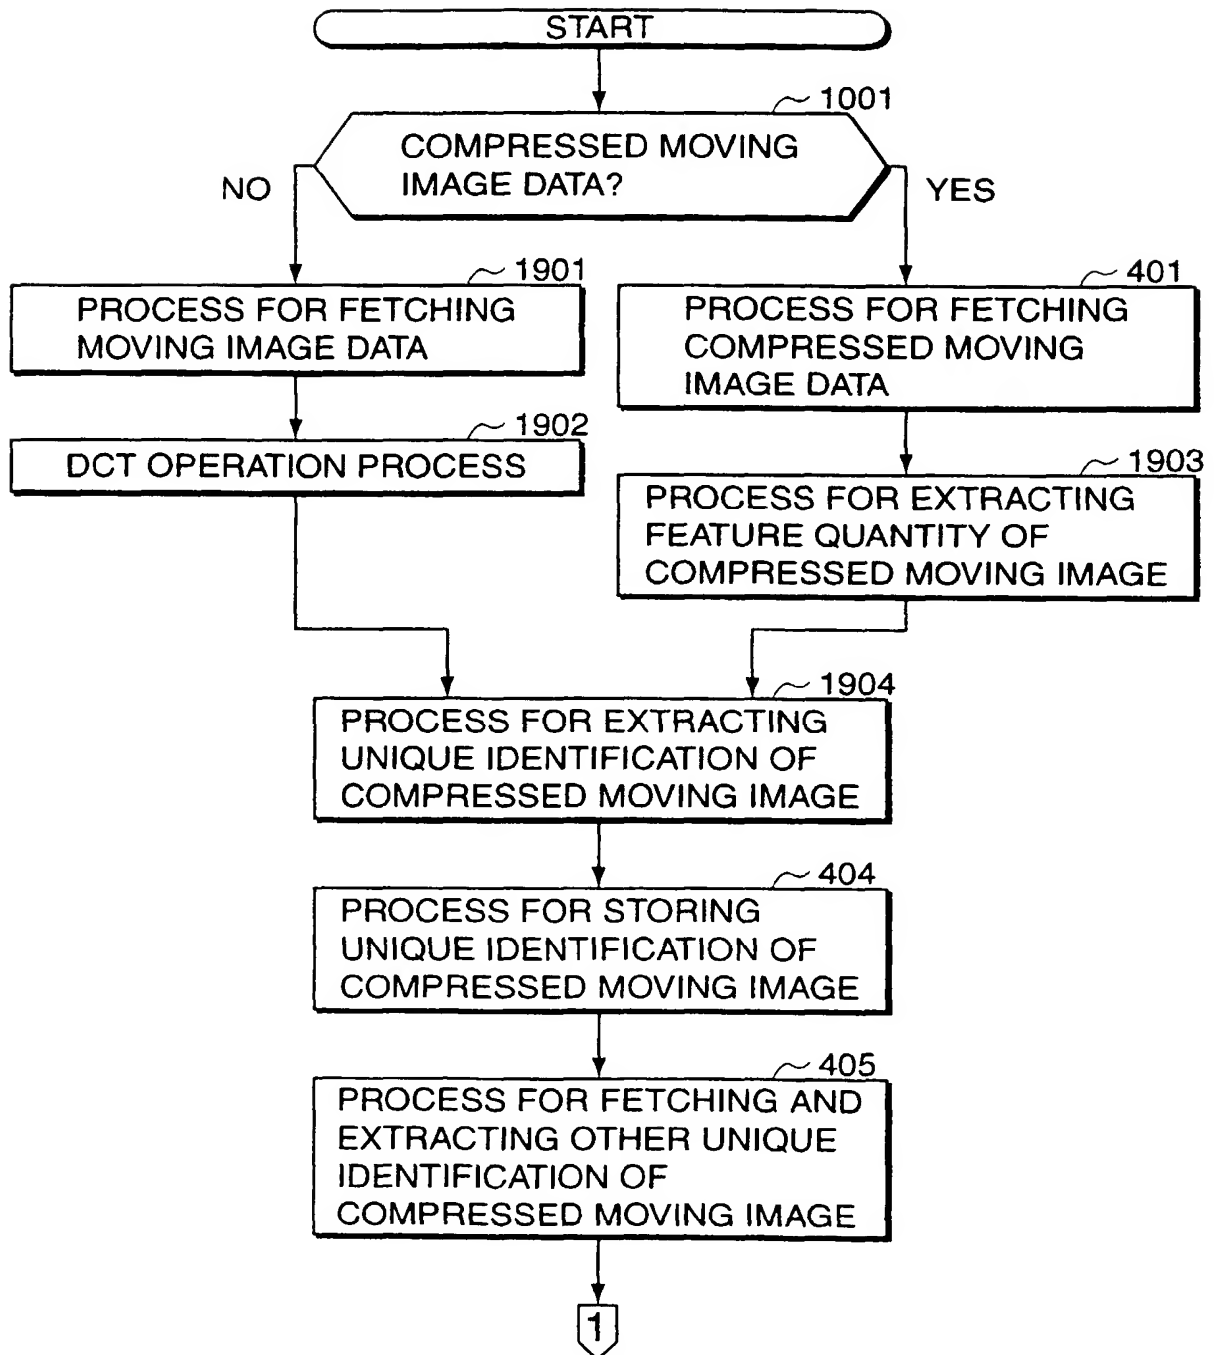 START
1001
COMPRESSED MOVING
IMAGE DATA?
NO
YES
1901
PROCESS FOR FETCHING
MOVING IMAGE DATA
401
PROCESS FOR FETCHING
COMPRESSED MOVING
IMAGE DATA
1902
DCT OPERATION PROCESS
1903
PROCESS FOR EXTRACTING
FEATURE QUANTITY OF
COMPRESSED MOVING IMAGE
1904
PROCESS FOR EXTRACTING
UNIQUE IDENTIFICATION OF
COMPRESSED MOVING IMAGE
404
PROCESS FOR STORING
UNIQUE IDENTIFICATION OF
COMPRESSED MOVING IMAGE
405
PROCESS FOR FETCHING AND
EXTRACTING OTHER UNIQUE
IDENTIFICATION OF
COMPRESSED MOVING IMAGE
1